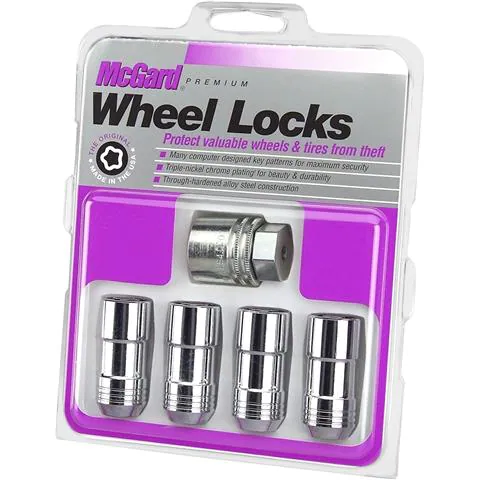 McGard® PREMIUM
Wheel Locks
Protect valuable wheels & tires from theft
• Many computer designed key patterns for maximum security
• Triple-nickel chrome plating for beauty & durability
• Through-hardened alloy steel construction
THE ORIGINAL
MADE IN THE USA